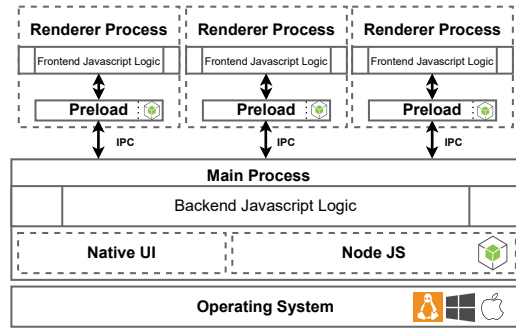 Renderer Process
Renderer Process
Renderer Process
Frontend Javascript Logic
Frontend Javascript Logic
Frontend Javascript Logic
Preload
Preload
Preload
IPC
IPC
IPC
Main Process
Backend Javascript Logic
Native UI
Node JS
Operating System